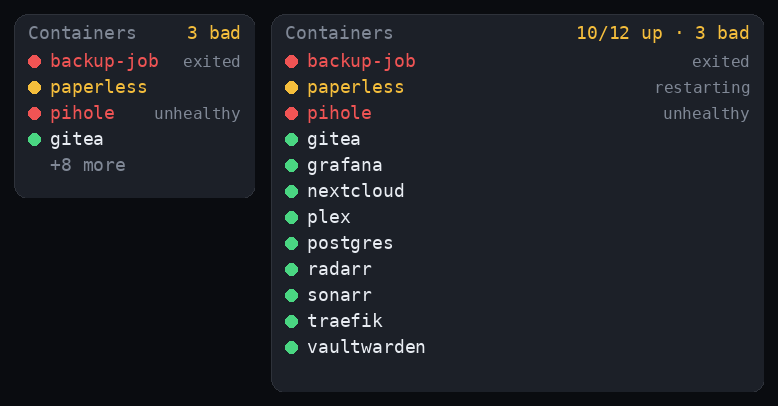 Containers 3 bad
backup-job exited
paperless
pihole unhealthy
gitea
+8 more
Containers 10/12 up · 3 bad
backup-job exited
paperless restarting
pihole unhealthy
gitea
grafana
nextcloud
plex
postgres
radarr
sonarr
traefik
vaultwarden